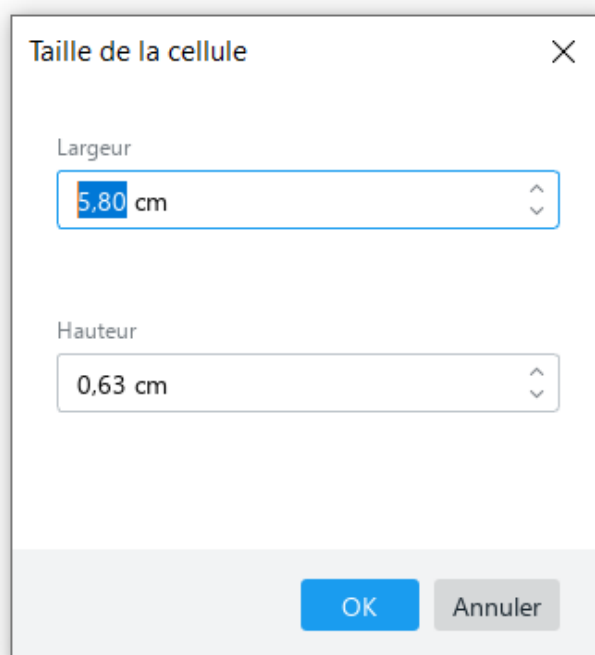 Taille de la cellule
Largeur
5,80 cm
Hauteur
0,63 cm
OK Annuler